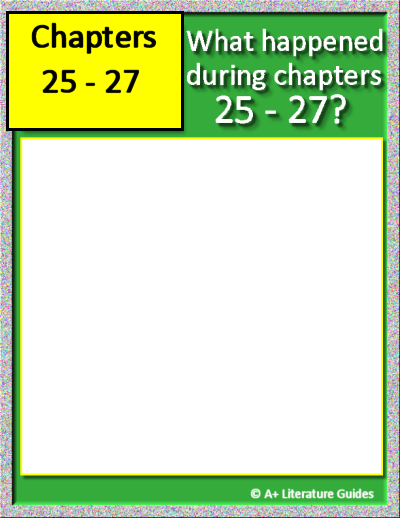 Chapters
25 - 27
What happened
during chapters
25 - 27?
© A+ Literature Guides